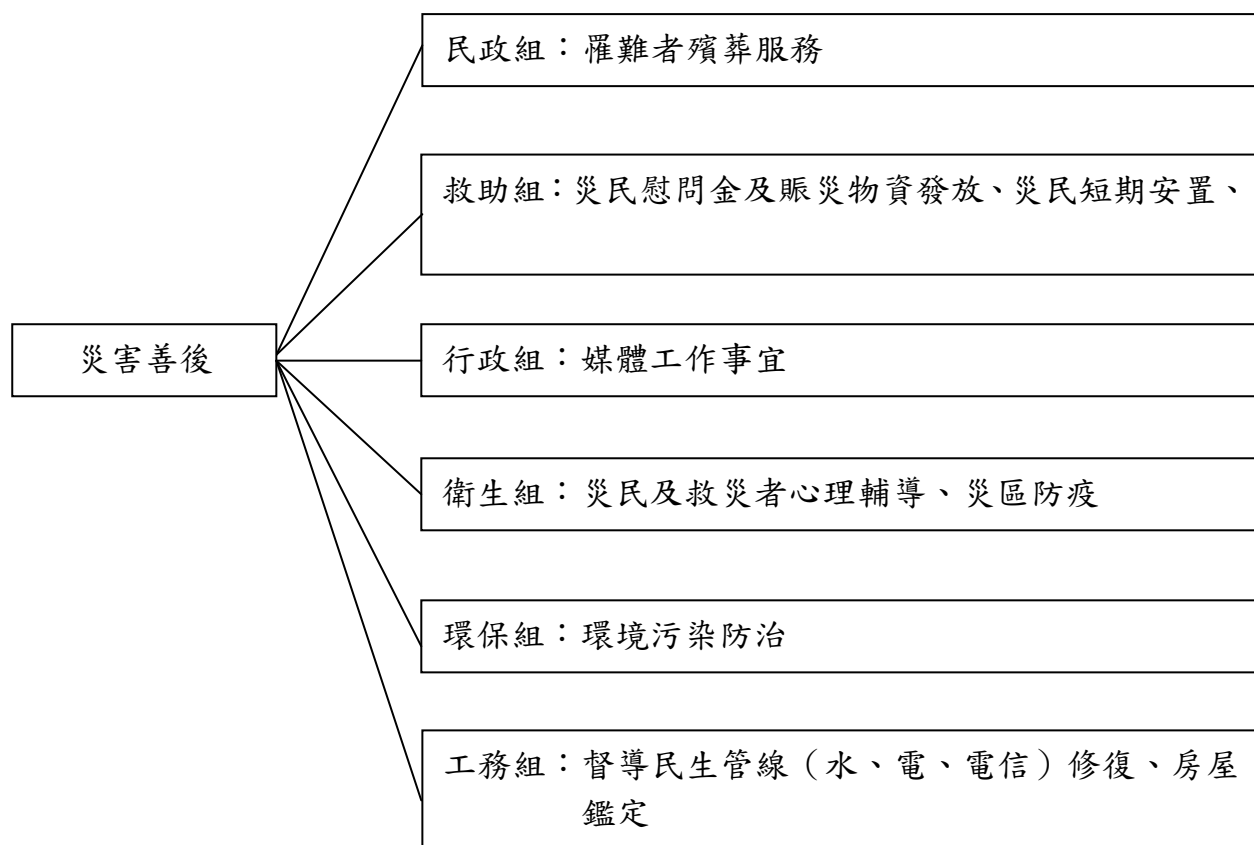 民政組：罹難者殯葬服務
救助組：災民慰問金及賑災物資發放、災民短期安置、
災害善後
行政組：媒體工作事宜
衛生組：災民及救災者心理輔導、災區防疫
環保組：環境污染防治
工務組：督導民生管線（水、電、電信）修復、房屋
鑑定